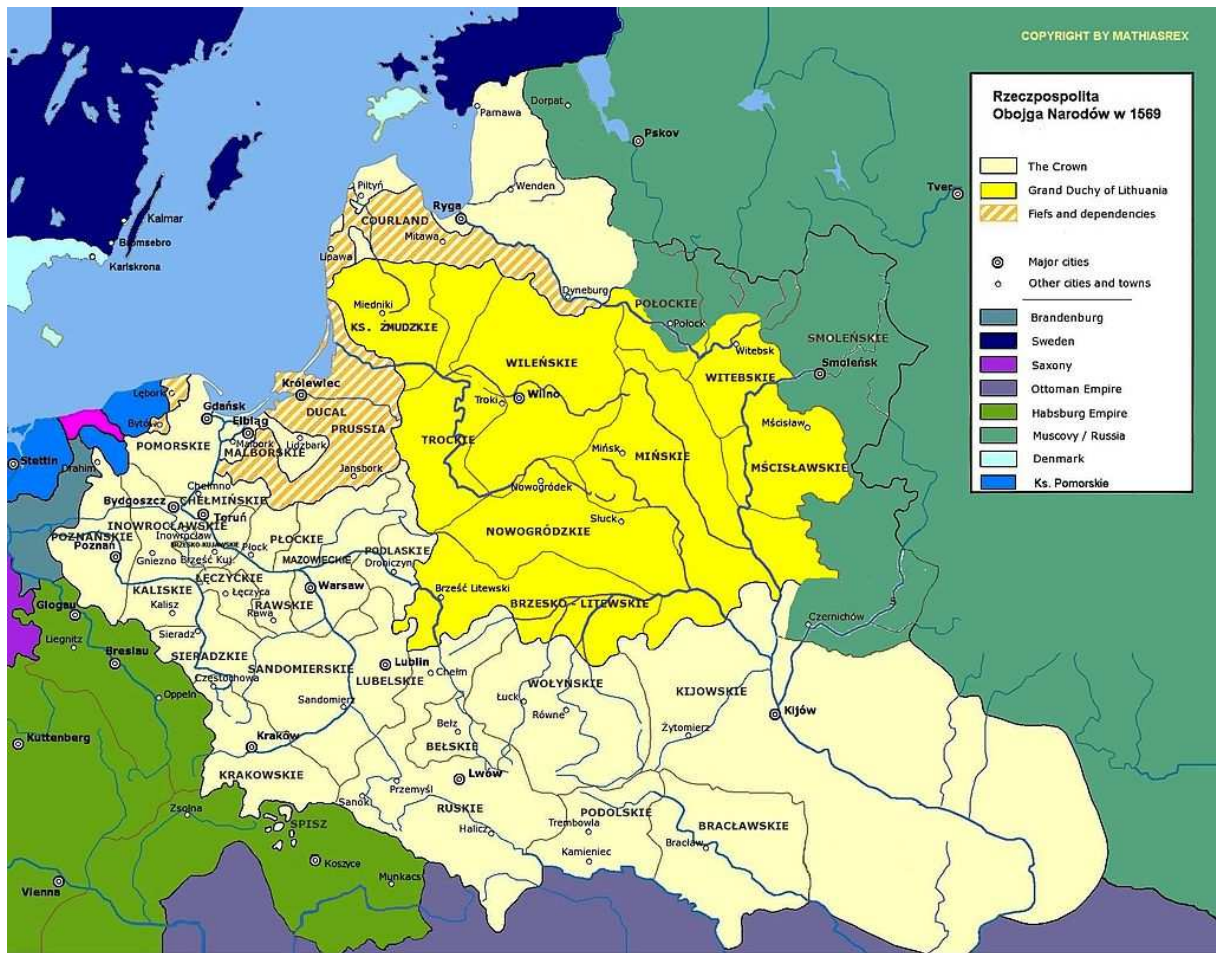 COPYRIGHT BY MATHIASREX
Rzeczpospolita
Obojga Narodów w 1569
The Crown
Grand Duchy of Lithuania
Fiefs and dependencies
Major cities
Other cities and towns
Brandenburg
Sweden
Saxony
Ottoman Empire
Habsburg Empire
Muscovy / Russia
Denmark
Ks. Pomorskie
Dorpat
Parnawa
Pskov
Tver
Piltyń
Wenden
Kalmar
Ryga
COURLAND
Mitawa
Bromsebro
Karlskrona
Lipawa
Dyneburg
Miedniki
POŁOCKIE
Połock
KS. ŻMUDZKIE
SMOLEŃSKIE
Witebsk
WILEŃSKIE
WITEBSKIE
Smoleńsk
Królewiec
Lębork
Troki
Wilno
Gdańsk
DUCAL
PRUSSIA
Bytów
Elbląg
Malbork
Lidzbark
MALBORSKIE
POMORSKIE
TROCKIE
Mścisław
Mińsk
MIŃSKIE
Stettin
Drahim
MŚCISŁAWSKIE
Jansbork
Nowogródek
Chełmno
CHEŁMIŃSKIE
Bydgoszcz
Toruń
Słuck
INOWROCŁAWSKIE
Inowrocław
NOWOGRÓDZKIE
POZNAŃSKIE
Poznań
BRZESKO-KUJAWSKIE
PŁOCKIE
Płock
Gniezno
Brześć Kuj.
MAZOWIECKIE
PODLASKIE
Drohiczyn
ŁĘCZYCKIE
Łęczyca
Warsaw
KALISKIE
Kalisz
RAWSKIE
Rawa
Brześć Litewski
BRZESKO - LITEWSKIE
Glogau
Liegnitz
Sieradz
Czernichów
SIERADZKIE
Breslau
SANDOMIERSKIE
Lublin
LUBELSKIE
Chełm
Częstochowa
Oppeln
Sandomierz
WOŁYŃSKIE
Łuck
Równe
KIJOWSKIE
Kijów
Żytomierz
Kuttenberg
Kraków
Bełz
BEŁSKIE
KRAKOWSKIE
Lwów
Przemyśl
Sanok
RUSKIE
Zsolna
SPISZ
Halicz
Trembowla
PODOLSKIE
BRACŁAWSKIE
Bracław
Kamieniec
Koszyce
Munkacs
Vienna